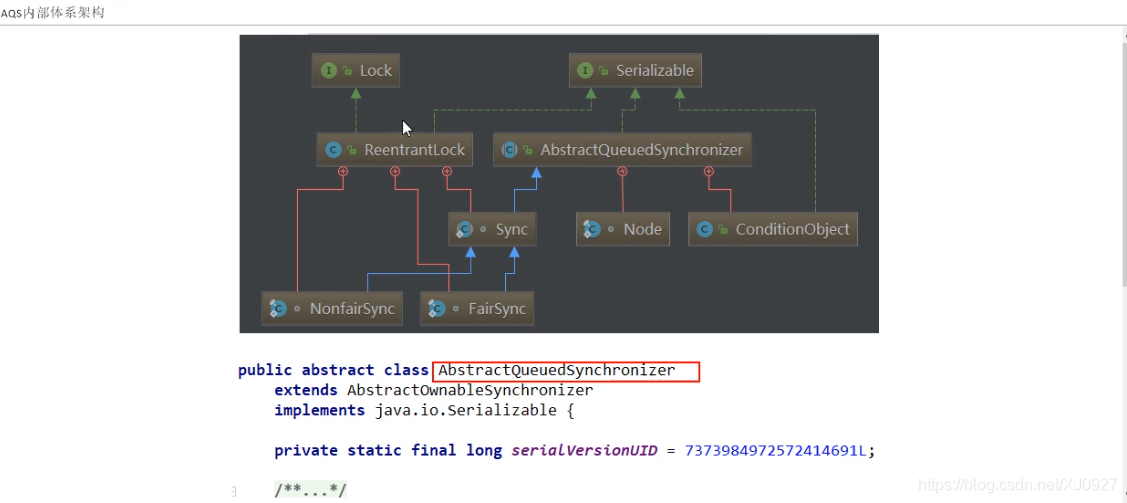 AQS内部体系架构
Lock
Serializable
ReentrantLock
AbstractQueuedSynchronizer
Sync
Node
ConditionObject
NonfairSync
FairSync
public abstract class AbstractQueuedSynchronizer
extends AbstractOwnableSynchronizer
implements java.io.Serializable {
private static final long serialVersionUID = 7373984972572414691L;
/**...*/
https://blog.csdn.net/XJ0927